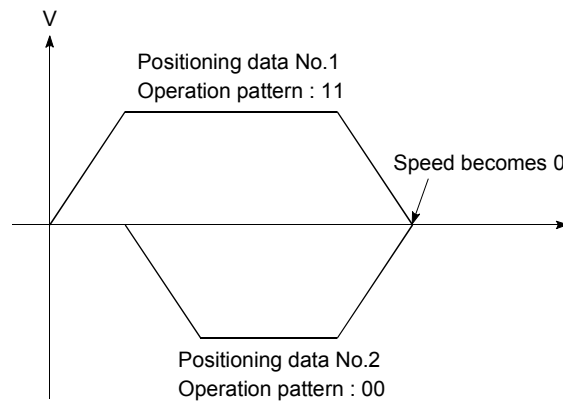 V
Positioning data No.1
Operation pattern : 11
Speed becomes 0
Positioning data No.2
Operation pattern : 00